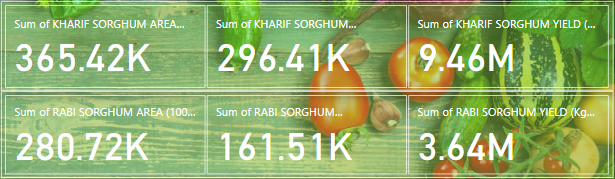 Sum of KHARIF SORGHUM AREA...
365.42K
Sum of KHARIF SORGHUM...
296.41K
Sum of KHARIF SORGHUM YIELD (...
9.46M
Sum of RABI SORGHUM AREA (100...
280.72K
Sum of RABI SORGHUM...
161.51K
Sum of RABI SORGHUM YIELD (Kg...
3.64M